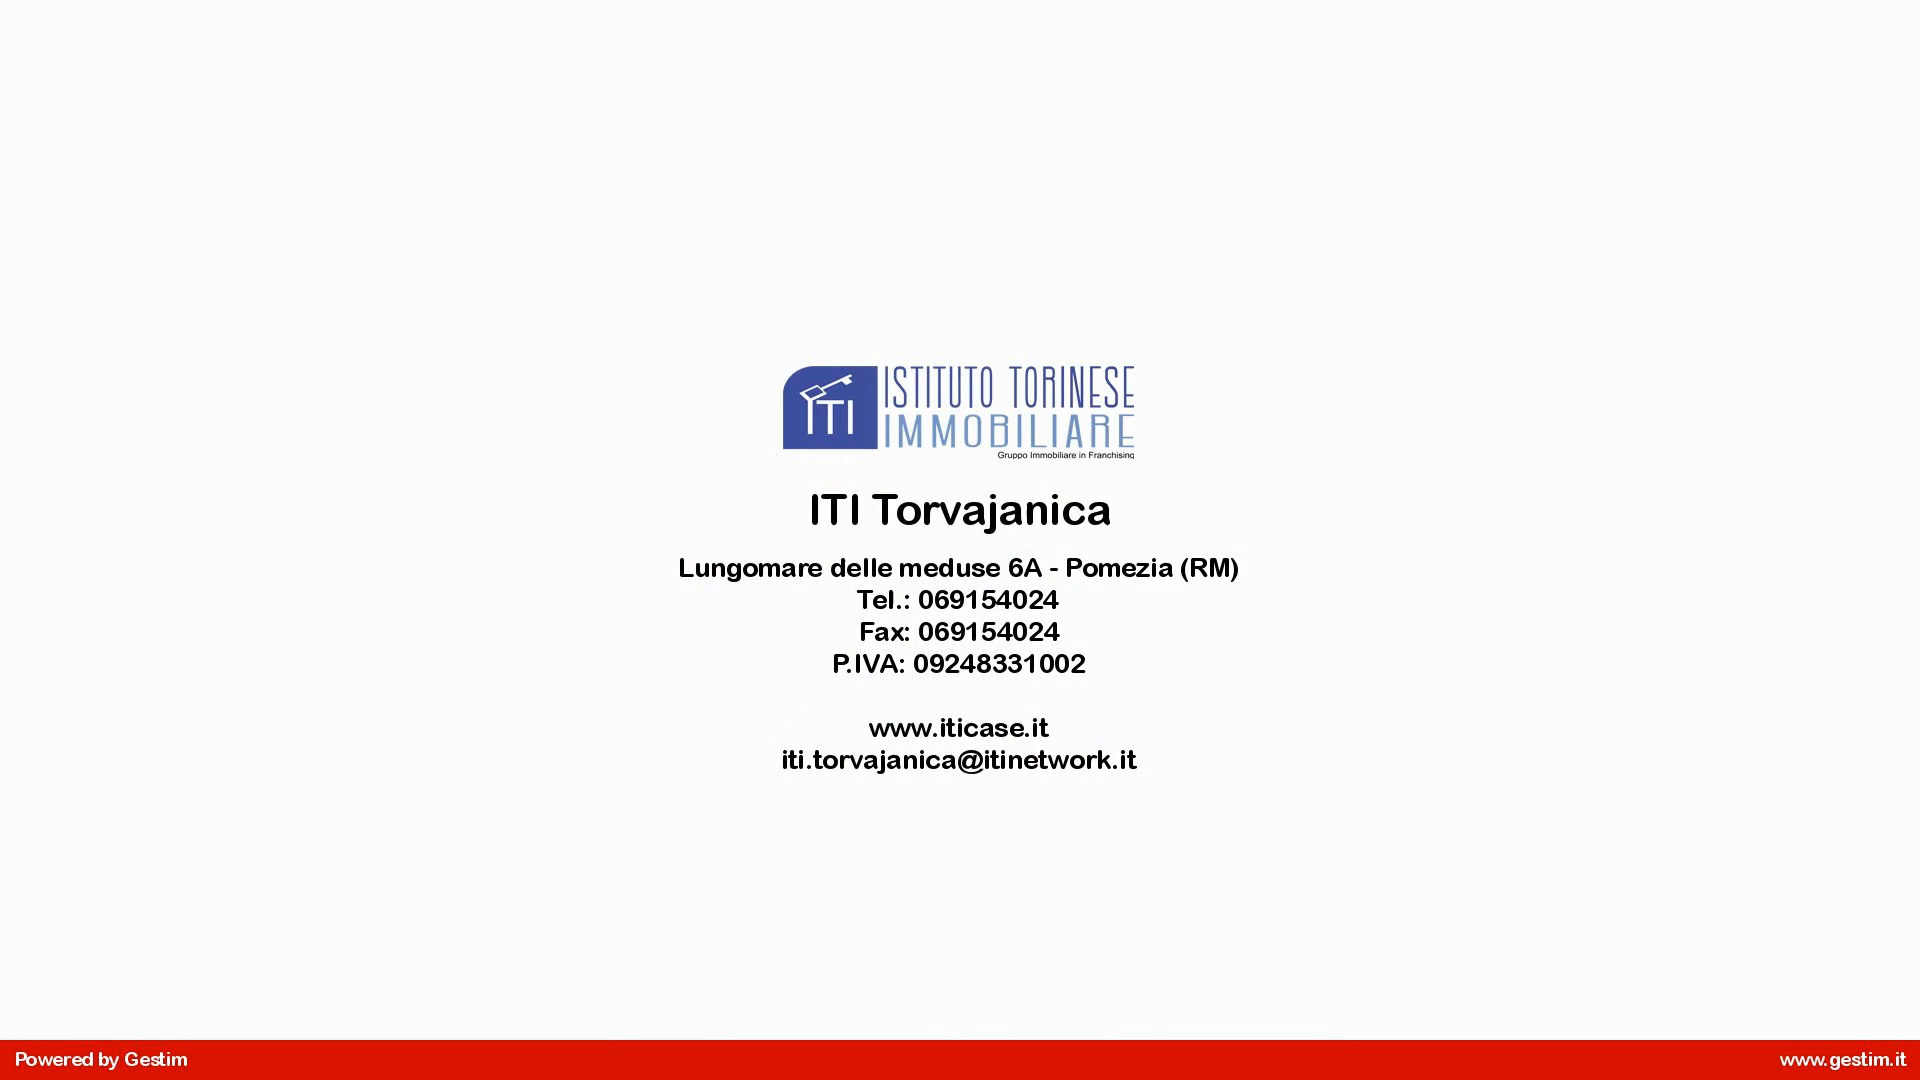 ITI
ISTITUTO TORINESE
IMMOBILIARE
Gruppo Immobiliare in Franchising
ITI Torvajanica
Lungomare delle meduse 6A - Pomezia (RM)
Tel.: 069154024
Fax: 069154024
P.IVA: 09248331002
www.iticase.it
iti.torvajanica@itinetwork.it
Powered by Gestim
www.gestim.it